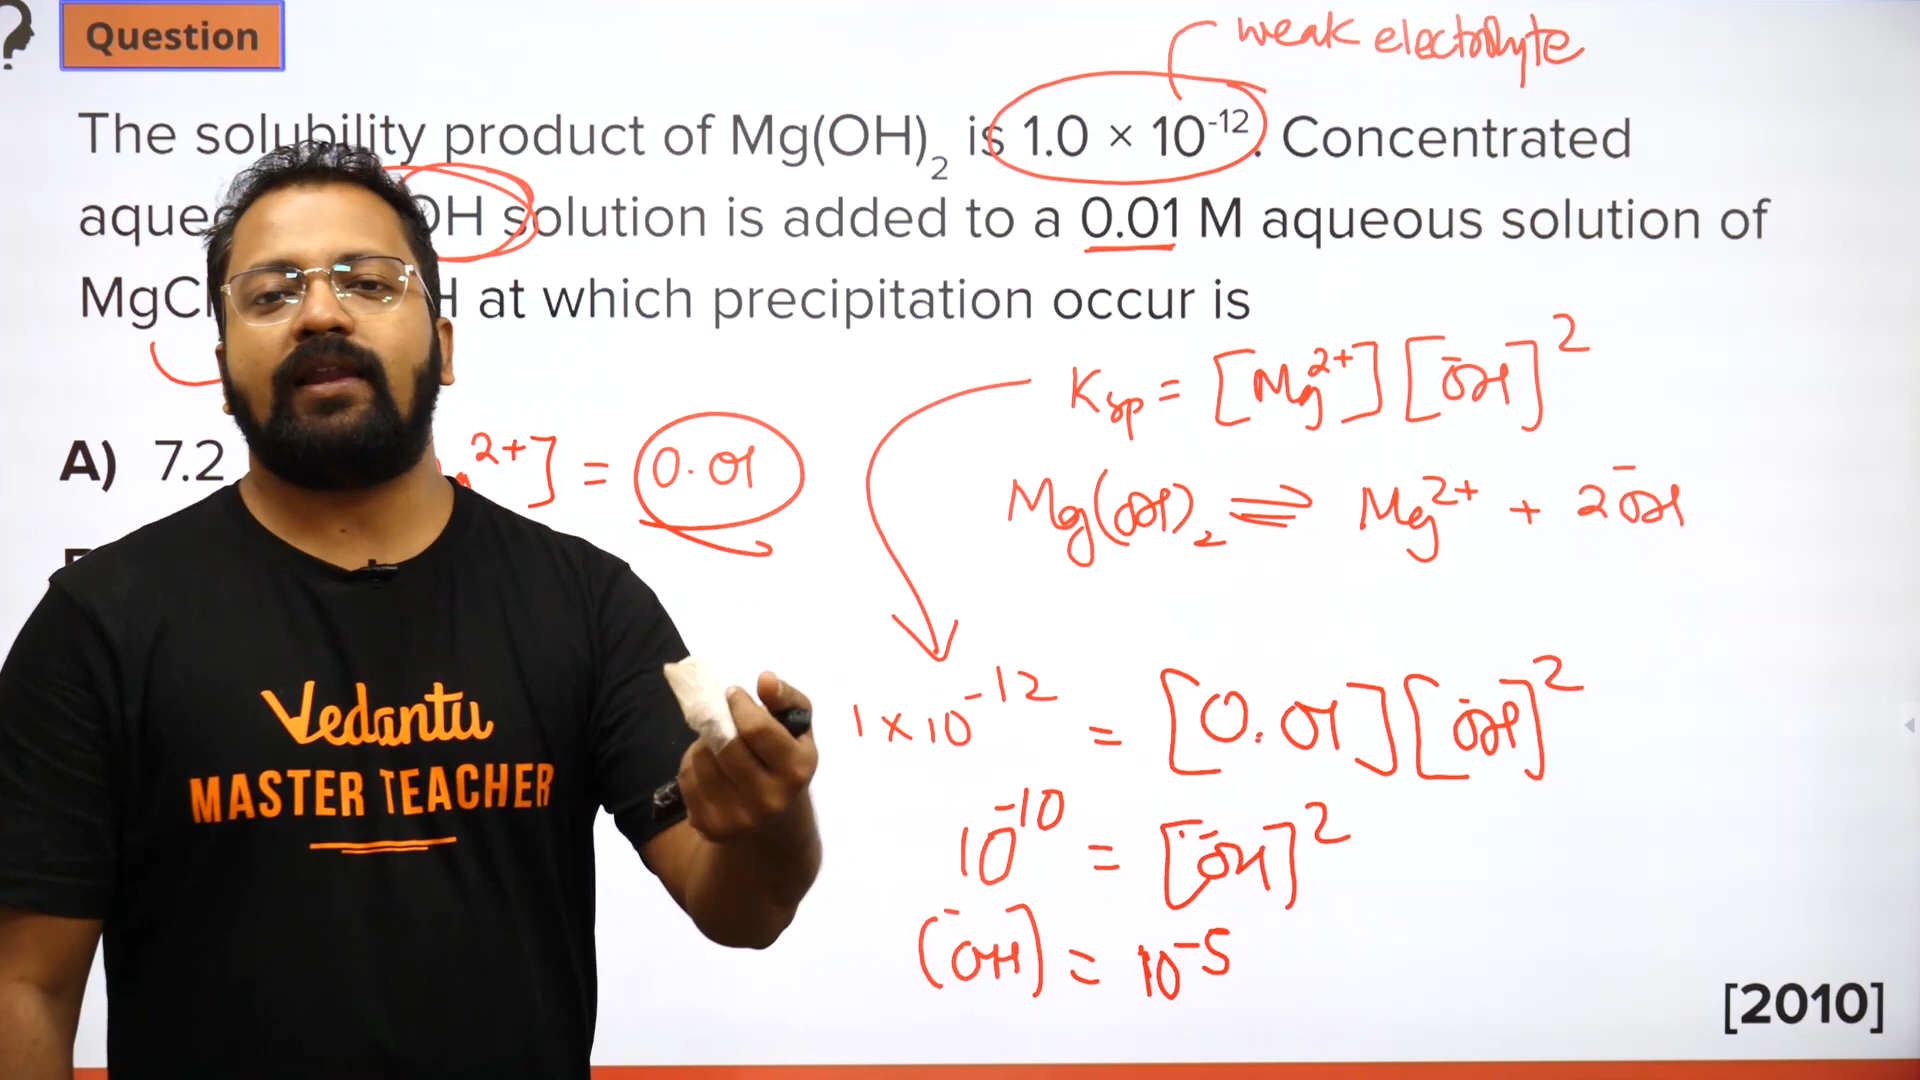 ?
Question
weak electrolyte
The solubility product of Mg(OH)₂ is 1.0 × 10⁻¹². Concentrated
OH solution is added to a 0.01 M aqueous solution of
at which precipitation occur is
Ksp = [Mg²⁺] [OH⁻]²
A) 7.2
²⁺] = 0.01
Mg(OH)₂ ⇌ Mg²⁺ + 2OH⁻
1 × 10⁻¹² = [0.01] [OH⁻]²
10⁻¹⁰ = [OH⁻]²
(OH⁻] = 10⁻⁵
Vedantu
MASTER TEACHER
[2010]